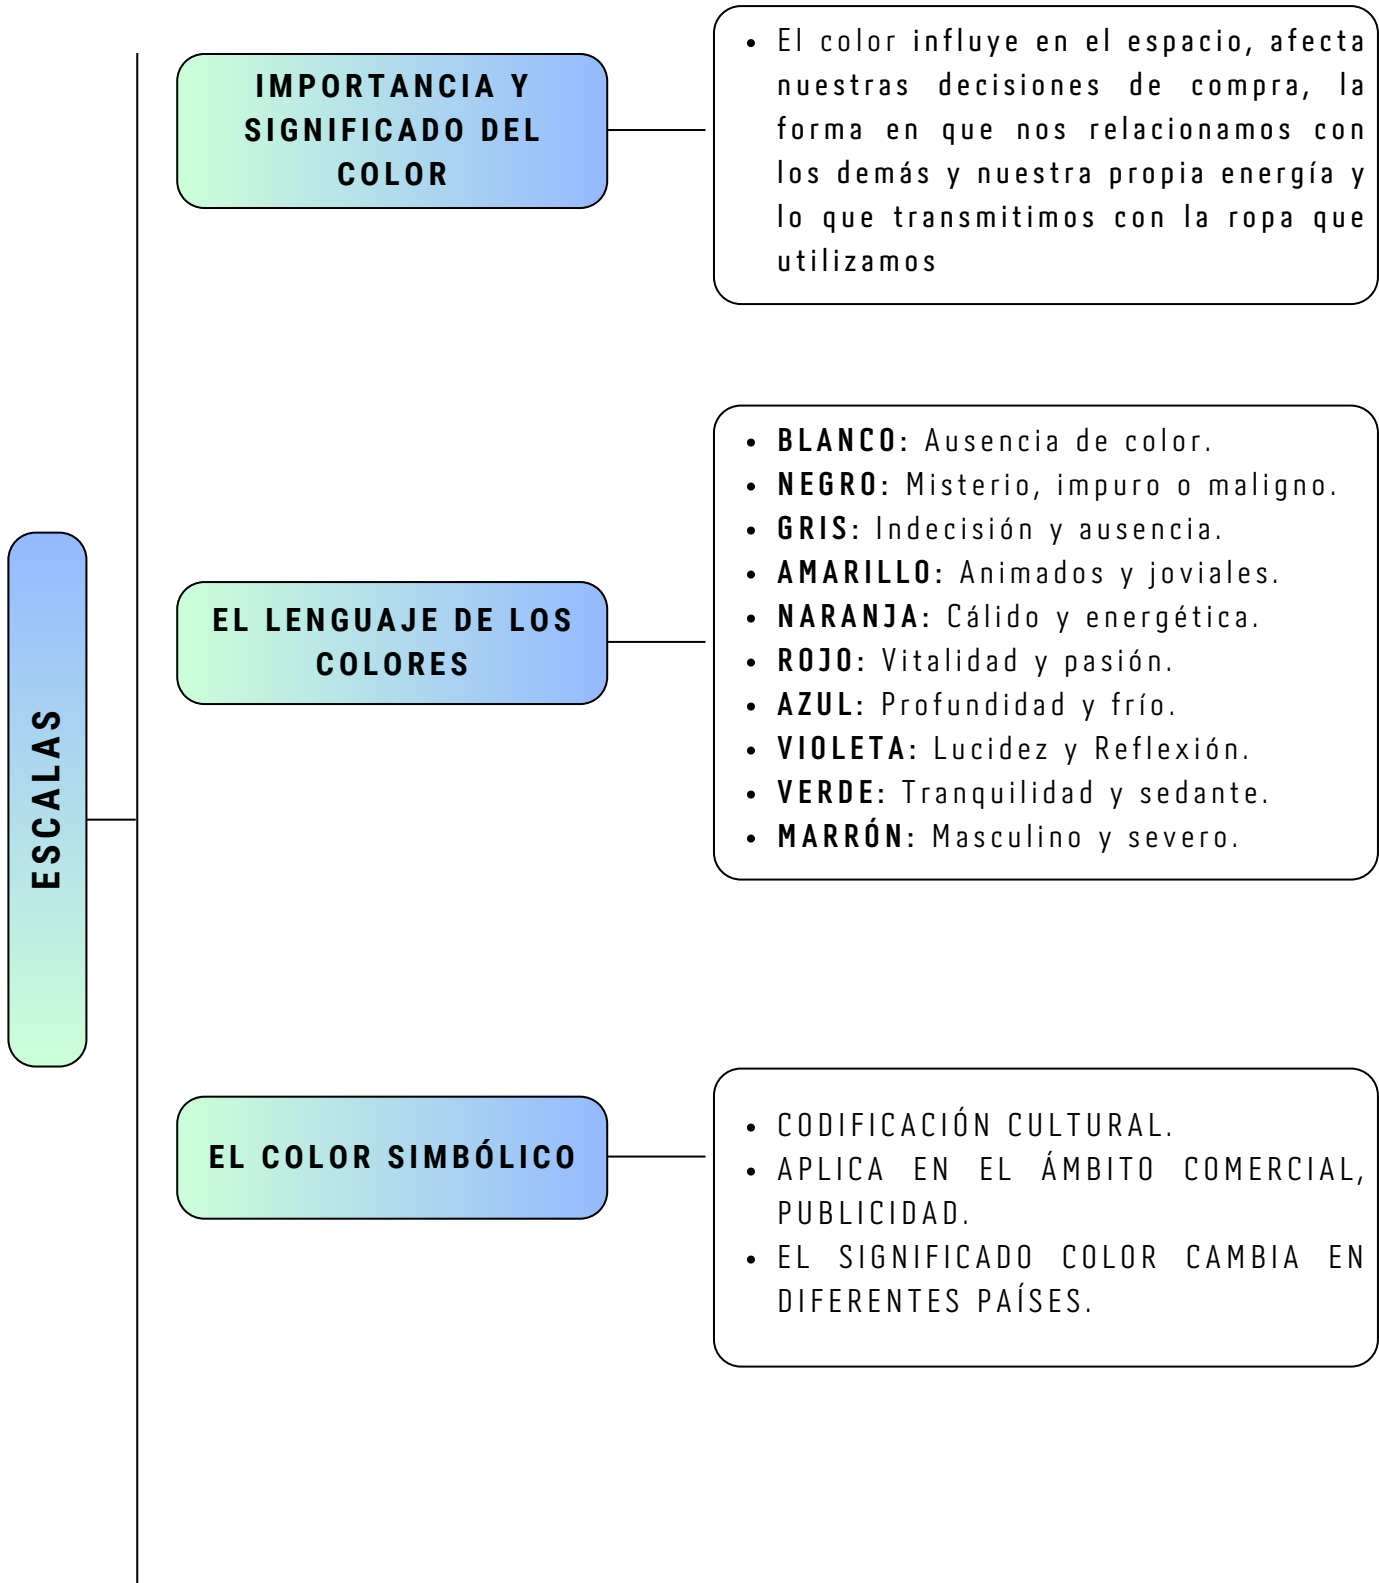 ESCALAS
IMPORTANCIA Y
SIGNIFICADO DEL
COLOR
• El color influye en el espacio, afecta
nuestras decisiones de compra, la
forma en que nos relacionamos con
los demás y nuestra propia energía y
lo que transmitimos con la ropa que
utilizamos
EL LENGUAJE DE LOS
COLORES
• BLANCO: Ausencia de color.
• NEGRO: Misterio, impuro o maligno.
• GRIS: Indecisión y ausencia.
• AMARILLO: Animados y joviales.
• NARANJA: Cálido y energética.
• ROJO: Vitalidad y pasión.
• AZUL: Profundidad y frío.
• VIOLETA: Lucidez y Reflexión.
• VERDE: Tranquilidad y sedante.
• MARRÓN: Masculino y severo.
EL COLOR SIMBÓLICO
• CODIFICACIÓN CULTURAL.
• APLICA EN EL ÁMBITO COMERCIAL,
PUBLICIDAD.
• EL SIGNIFICADO COLOR CAMBIA EN
DIFERENTES PAÍSES.